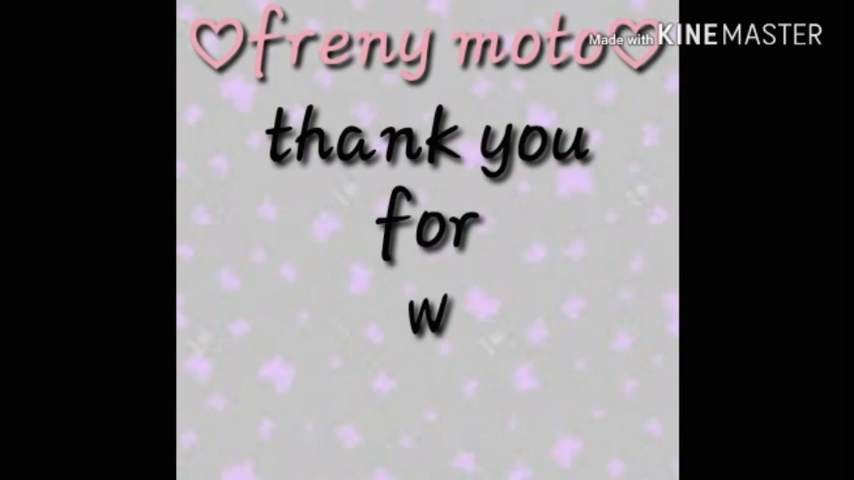 ♡freny moto♡
Made with KINEMASTER
thank you
for
w